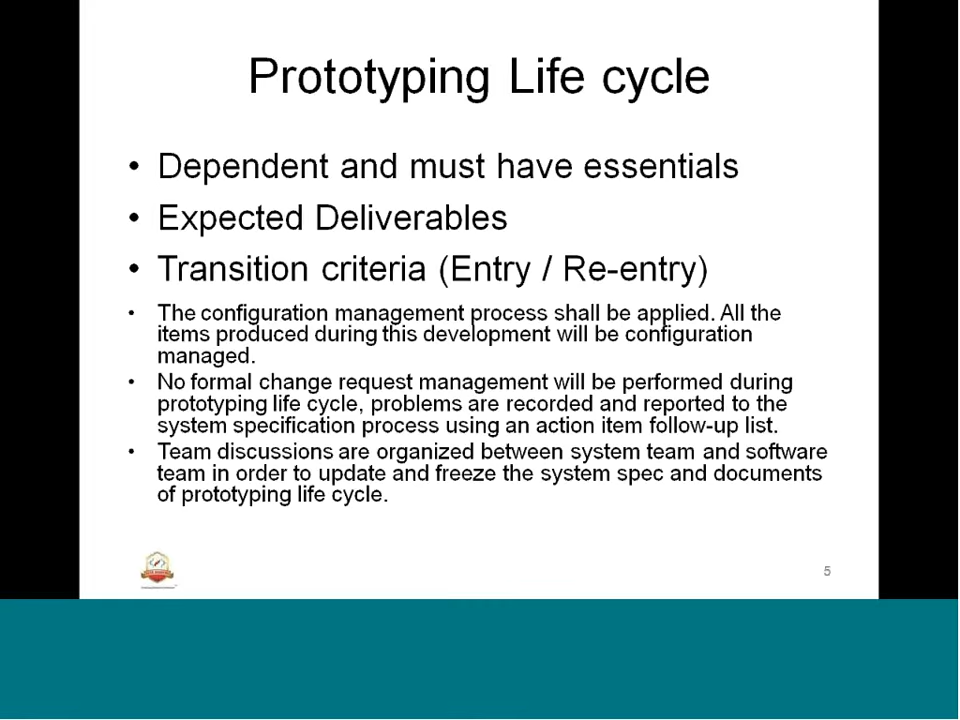 Prototyping Life cycle
• Dependent and must have essentials
• Expected Deliverables
• Transition criteria (Entry / Re-entry)
• The configuration management process shall be applied. All the
items produced during this development will be configuration
managed.
• No formal change request management will be performed during
prototyping life cycle, problems are recorded and reported to the
system specification process using an action item follow-up list.
• Team discussions are organized between system team and software
team in order to update and freeze the system spec and documents
of prototyping life cycle.
5